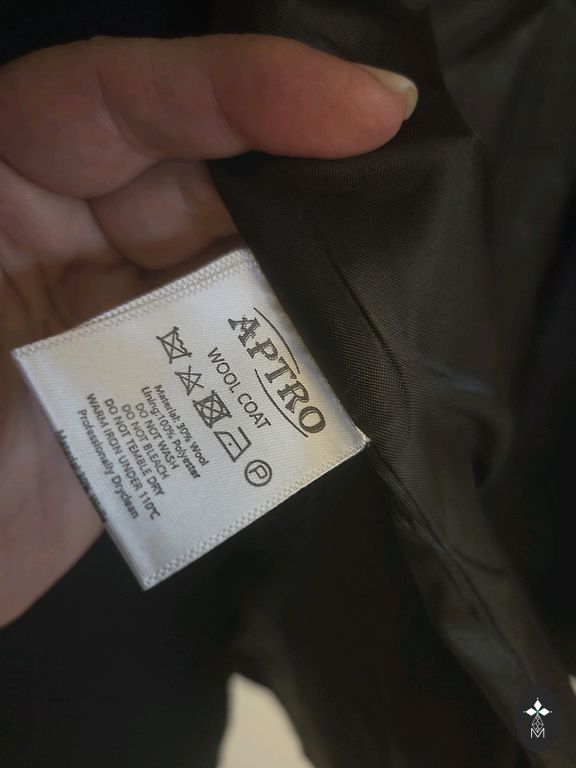 APTRO
WOOL COAT
P
Material: 30% Wool
Lining: 100% Polyester
DO NOT WASH
DO NOT BLEACH
DO NOT TEMBLE DRY
WARM IRON UNDER 110℃
Professionally Dryclean
M